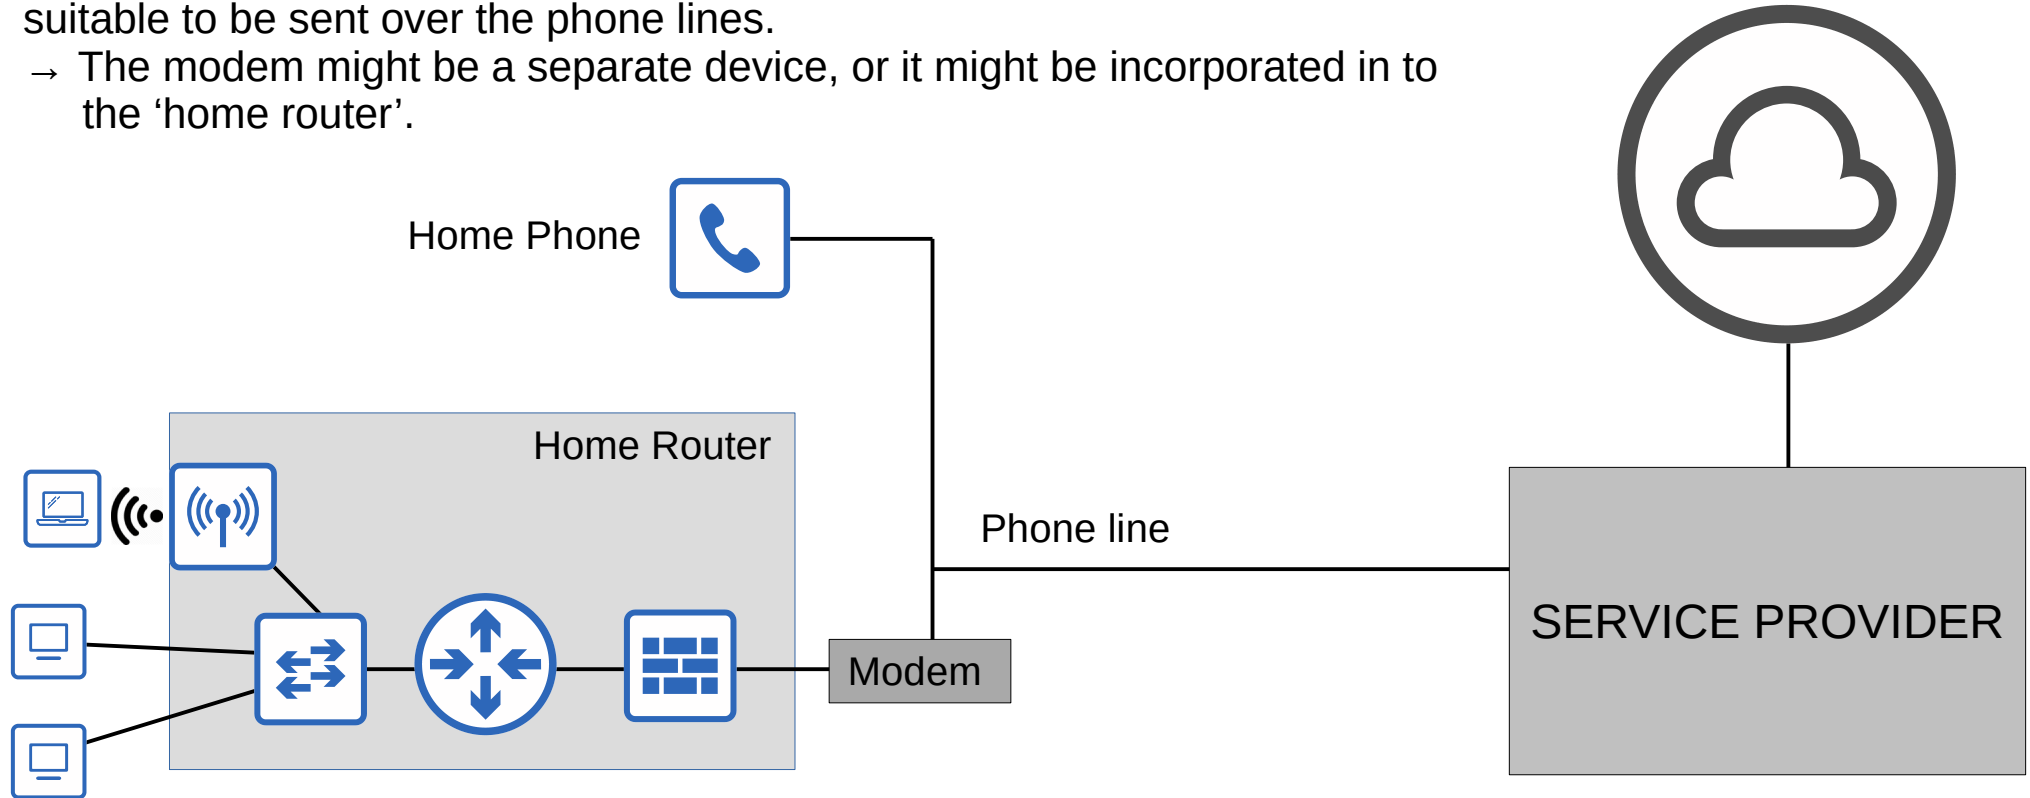 suitable to be sent over the phone lines.
→ The modem might be a separate device, or it might be incorporated in to
the ‘home router’.
Home Phone
Home Router
Phone line
SERVICE PROVIDER
Modem